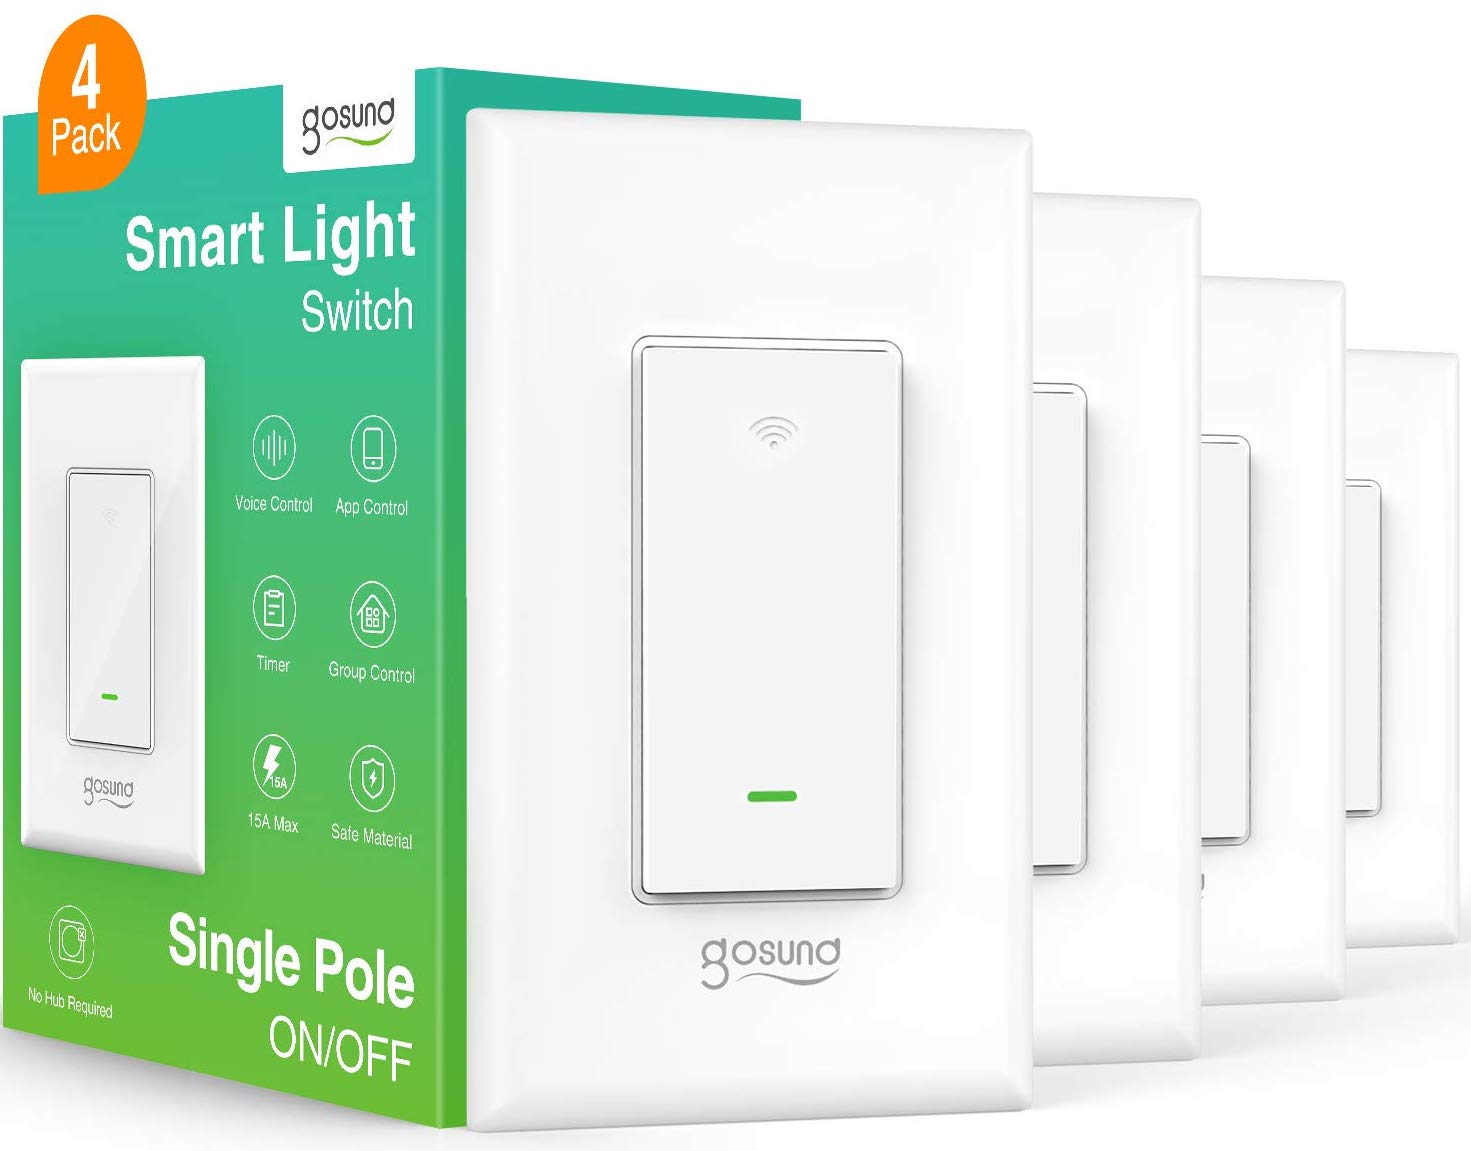 4
Pack
gosund
Smart Light
Switch
Voice Control
App Control
Timer
Group Control
15A
15A Max
Safe Material
gosund
No Hub Required
Single Pole
ON/OFF
gosund